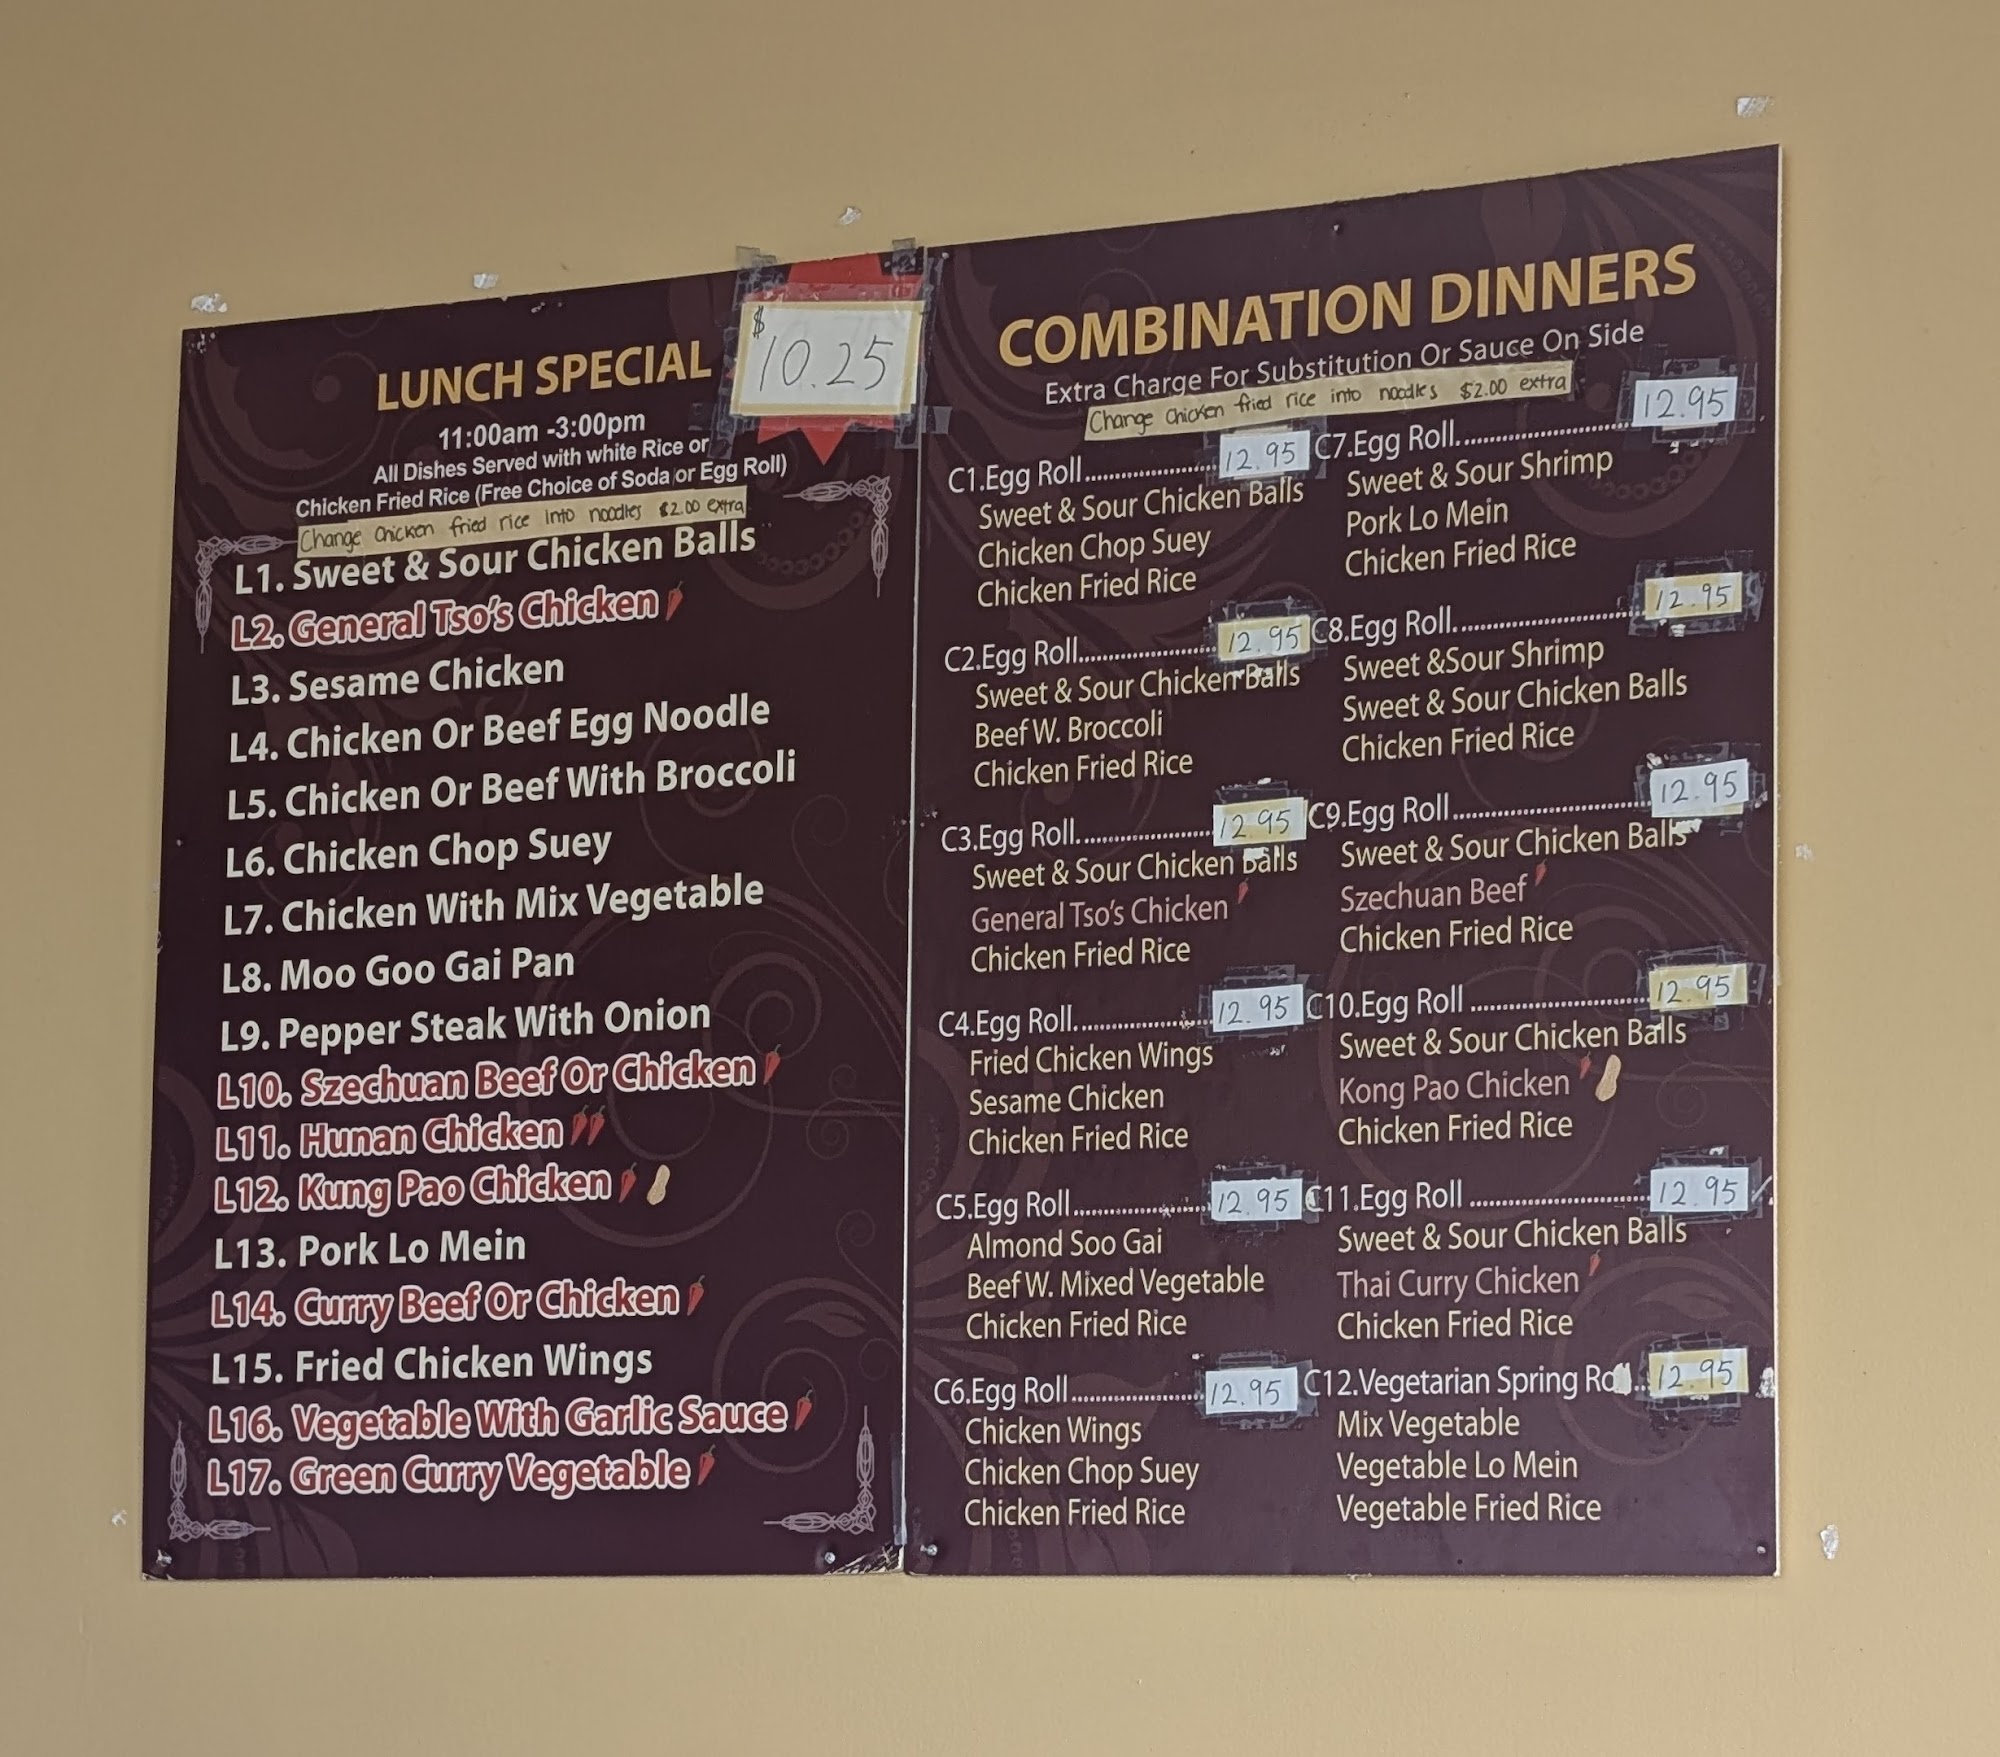 LUNCH SPECIAL
$10.25
11:00am -3:00pm
All Dishes Served with white Rice or
Chicken Fried Rice (Free Choice of Soda or Egg Roll)
Change chicken fried rice into noodles $2.00 extra
L1. Sweet & Sour Chicken Balls
L2. General Tso's Chicken
L3. Sesame Chicken
L4. Chicken Or Beef Egg Noodle
L5. Chicken Or Beef With Broccoli
L6. Chicken Chop Suey
L7. Chicken With Mix Vegetable
L8. Moo Goo Gai Pan
L9. Pepper Steak With Onion
L10. Szechuan Beef Or Chicken
L11. Hunan Chicken
L12. Kung Pao Chicken
L13. Pork Lo Mein
L14. Curry Beef Or Chicken
L15. Fried Chicken Wings
L16. Vegetable With Garlic Sauce
L17. Green Curry Vegetable
COMBINATION DINNERS
Extra Charge For Substitution Or Sauce On Side
Change chicken fried rice into noodles $2.00 extra
C1.Egg Roll.....................12.95
Sweet & Sour Chicken Balls
Chicken Chop Suey
Chicken Fried Rice
C2.Egg Roll.....................12.95
Sweet & Sour Chicken Balls
Beef W. Broccoli
Chicken Fried Rice
C3.Egg Roll.....................12.95
Sweet & Sour Chicken Balls
General Tso's Chicken
Chicken Fried Rice
C4.Egg Roll.....................12.95
Fried Chicken Wings
Sesame Chicken
Chicken Fried Rice
C5.Egg Roll.....................12.95
Almond Soo Gai
Beef W. Mixed Vegetable
Chicken Fried Rice
C6.Egg Roll.....................12.95
Chicken Wings
Chicken Chop Suey
Chicken Fried Rice
C7.Egg Roll.....................12.95
Sweet & Sour Shrimp
Pork Lo Mein
Chicken Fried Rice
C8.Egg Roll.....................12.95
Sweet &Sour Shrimp
Sweet & Sour Chicken Balls
Chicken Fried Rice
C9.Egg Roll.....................12.95
Sweet & Sour Chicken Balls
Szechuan Beef
Chicken Fried Rice
C10.Egg Roll .....................12.95
Sweet & Sour Chicken Balls
Kong Pao Chicken
Chicken Fried Rice
C11.Egg Roll .....................12.95
Sweet & Sour Chicken Balls
Thai Curry Chicken
Chicken Fried Rice
C12.Vegetarian Spring Roll..12.95
Mix Vegetable
Vegetable Lo Mein
Vegetable Fried Rice